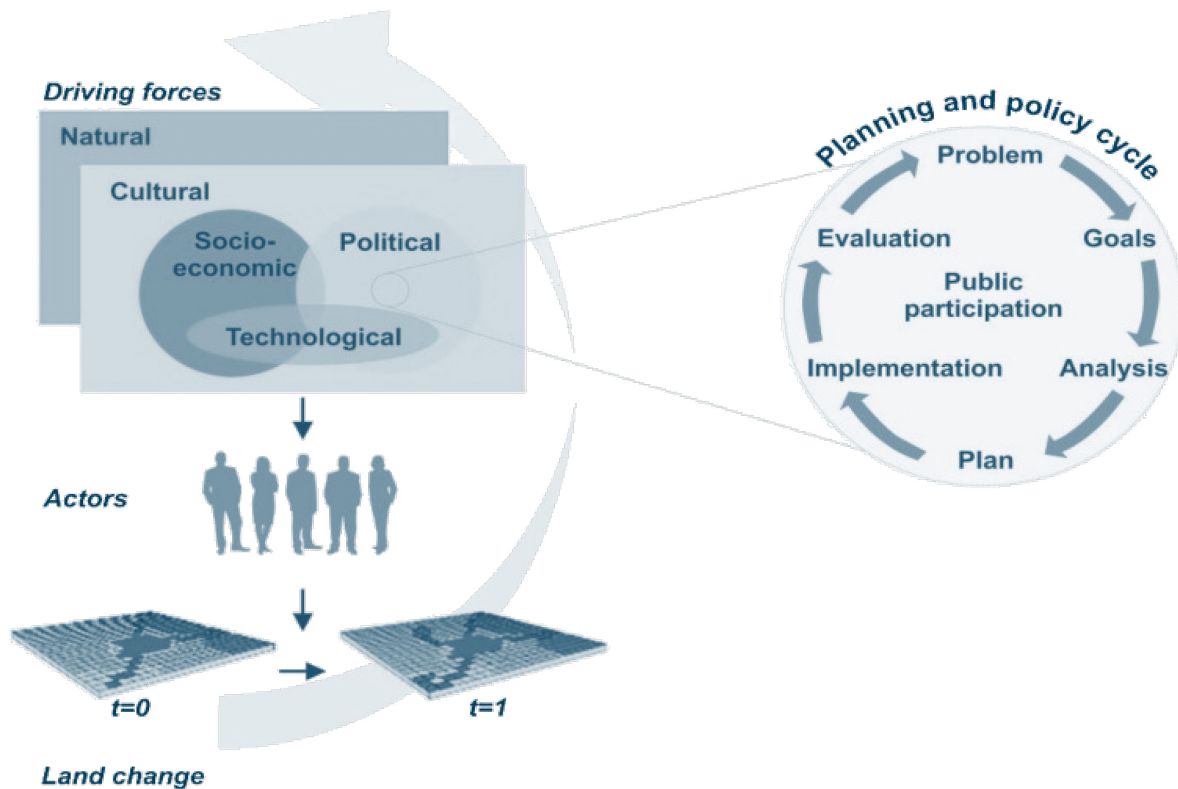 Driving forces
Natural
Cultural
Socio-
economic
Political
Technological
Actors
t=0
t=1
Land change
Planning and policy cycle
Problem
Goals
Analysis
Plan
Implementation
Evaluation
Public
participation